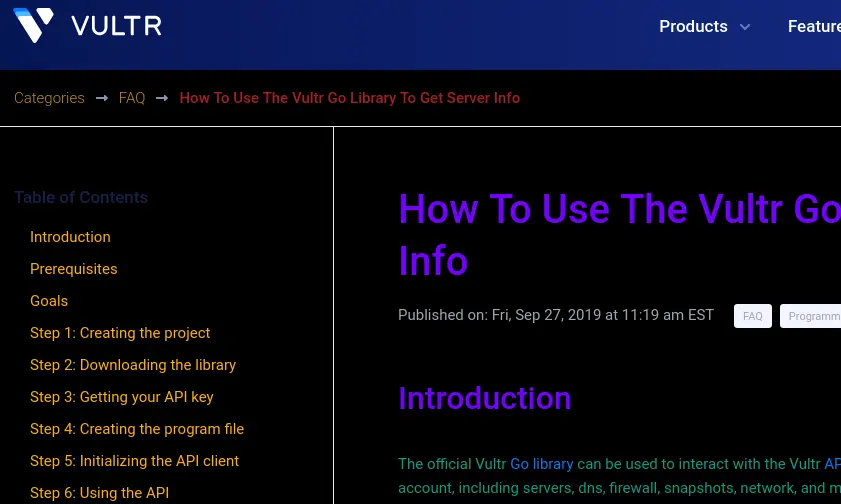 VULTR
Products
Feature
Categories → FAQ → How To Use The Vultr Go Library To Get Server Info
Table of Contents
Introduction
Prerequisites
Goals
Step 1: Creating the project
Step 2: Downloading the library
Step 3: Getting your API key
Step 4: Creating the program file
Step 5: Initializing the API client
Step 6: Using the API
How To Use The Vultr Go
Info
Published on: Fri, Sep 27, 2019 at 11:19 am EST
FAQ
Programm
Introduction
The official Vultr Go library can be used to interact with the Vultr AP
account, including servers, dns, firewall, snapshots, network, and m